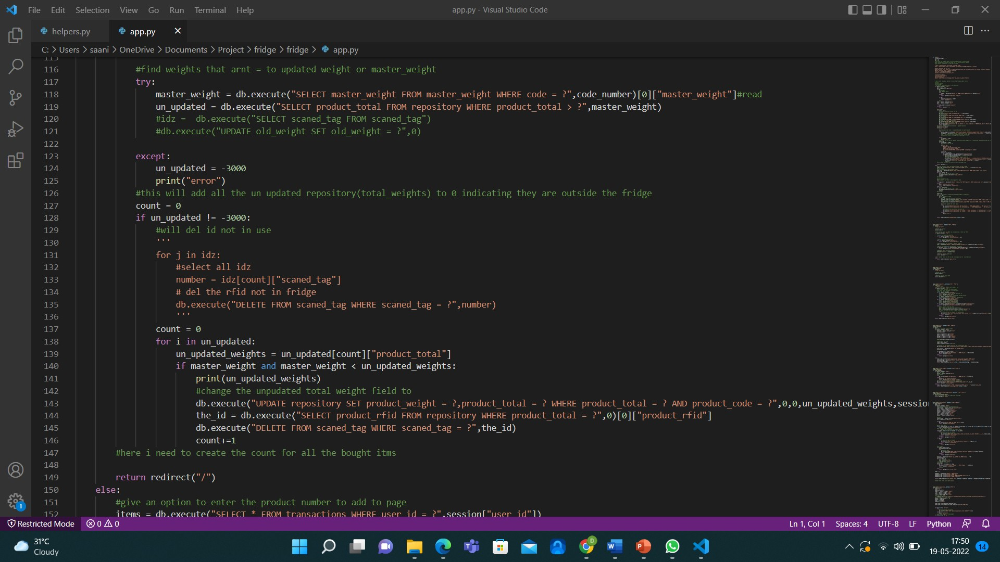 File Edit Selection View Go Run Terminal Help
app.py - Visual Studio Code
helpers.py
app.py
C: > Users > saani > OneDrive > Documents > Project > fridge > fridge > app.py
115
116 #find weights that arnt = to updated weight or master_weight
117 try:
118 master_weight = db.execute("SELECT master_weight FROM master_weight WHERE code = ?",code_number)[0]["master_weight"]#read
119 un_updated = db.execute("SELECT product_total FROM repository WHERE product_total > ?",master_weight)
120 #idz =  db.execute("SELECT scaned_tag FROM scaned_tag")
121 #db.execute("UPDATE old_weight SET old_weight = ?",0)
122
123 except:
124 un_updated = -3000
125 print("error")
126 #this will add all the un updated repository(total_weights) to 0 indicating they are outside the fridge
127 count = 0
128 if un_updated != -3000:
129 #will del id not in use
130 '''
131 for j in idz:
132 #select all idz
133 number = idz[count]["scaned_tag"]
134 # del the rfid not in fridge
135 db.execute("DELETE FROM scaned_tag WHERE scaned_tag = ?",number)
136 '''
137 count = 0
138 for i in un_updated:
139 un_updated_weights = un_updated[count]["product_total"]
140 if master_weight and master_weight < un_updated_weights:
141 print(un_updated_weights)
142 #change the unpudated total weight field to
143 db.execute("UPDATE repository SET product_weight = ?,product_total = ? WHERE product_total = ? AND product_code = ?",0,0,un_updated_weights,session
144 the_id = db.execute("SELECT product_rfid FROM repository WHERE product_total = ?",0)[0]["product_rfid"]
145 db.execute("DELETE FROM scaned_tag WHERE scaned_tag = ?",the_id)
146 count+=1
147 #here i need to create the count for all the bought itms
148
149 return redirect("/")
150 else:
151 #give an option to enter the product number to add to page
152 items = db.execute("SELECT * FROM transactions WHERE user_id = ?",session["user_id"])
1
Restricted Mode 0 0
Ln 1, Col 1 Spaces: 4 UTF-8 LF Python
31°C
Cloudy
17:50
19-05-2022
14